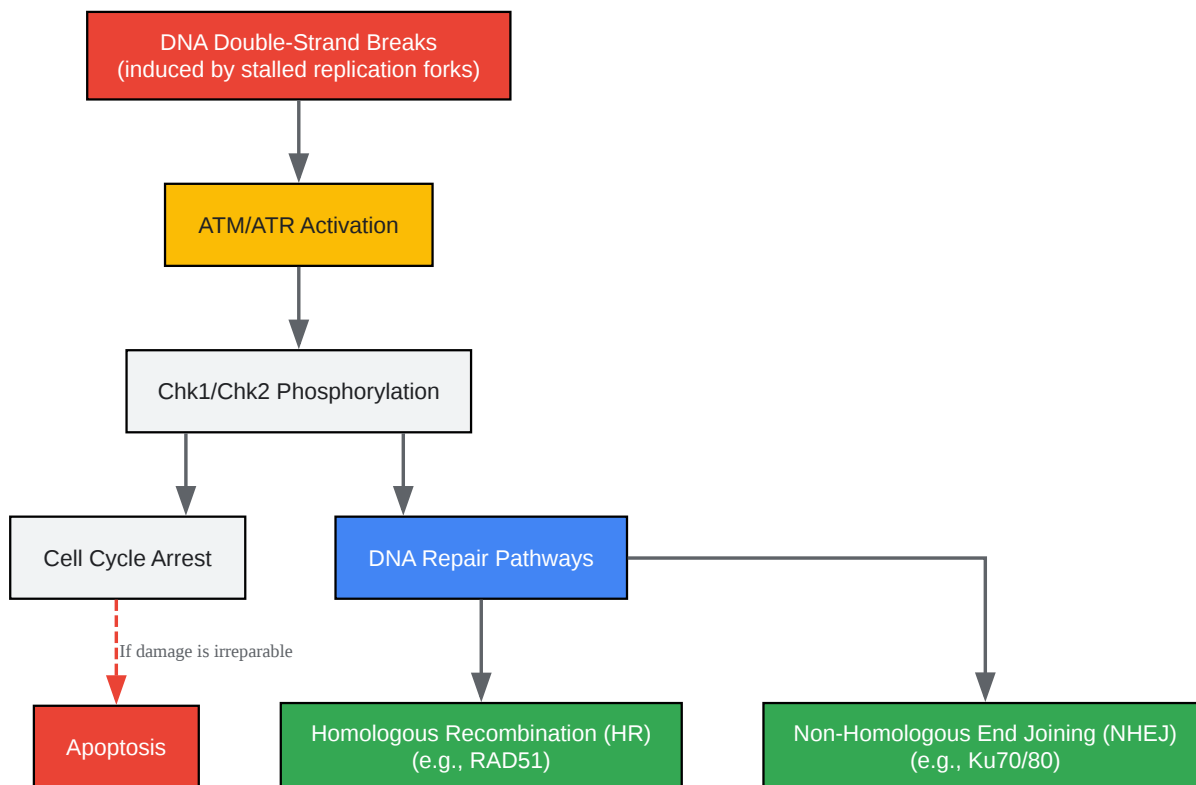 DNA Double-Strand Breaks
(induced by stalled replication forks)
ATM/ATR Activation
Chk1/Chk2 Phosphorylation
Cell Cycle Arrest
DNA Repair Pathways
If damage is irreparable
Apoptosis
Homologous Recombination (HR)
(e.g., RAD51)
Non-Homologous End Joining (NHEJ)
(e.g., Ku70/80)